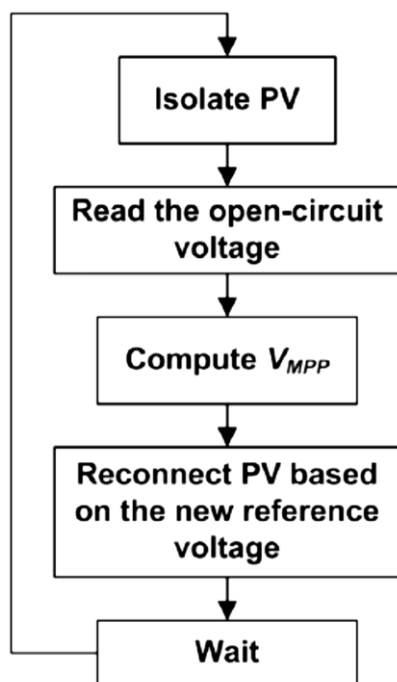 Isolate PV
Read the open-circuit
voltage
Compute VMPP
Reconnect PV based
on the new reference
voltage
Wait